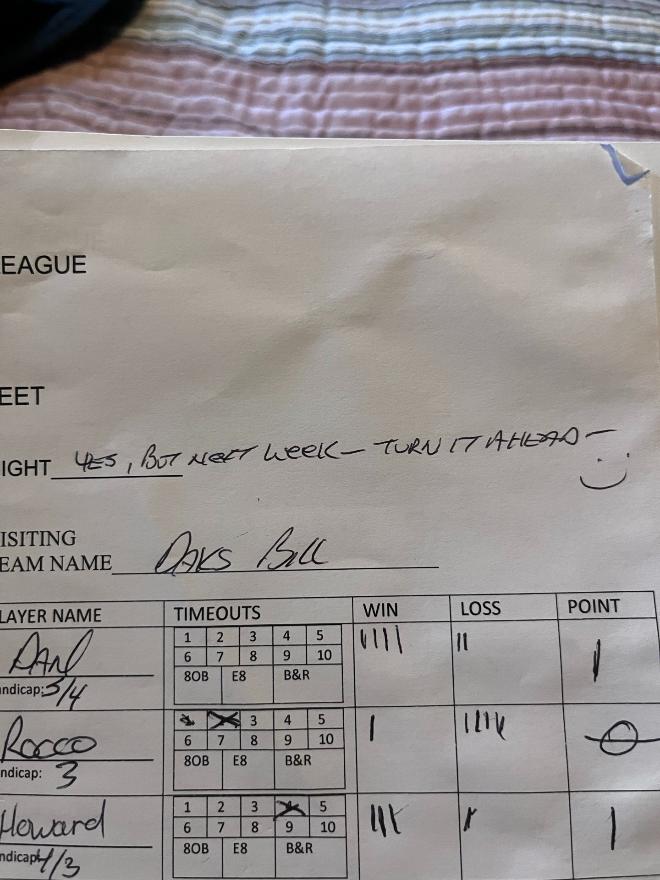 EAGUE
EET
IGHT YES, BUT NEXT WEEK - TURN IT AHEAD -
ISITING
EAM NAME DAVS Bill
LAYER NAME TIMEOUTS WIN LOSS POINT
DAN 1 2 3 4 5 |||| || |
6 7 8 9 10
ndicap: 3/4 8OB E8 B&R
Rocco 3 4 5 | |||| 0
6 7 8 9 10
ndicap: 3 8OB E8 B&R
Howard 1 2 3 5 ||| | |
6 7 8 9 10
ndicap 4/3 8OB E8 B&R